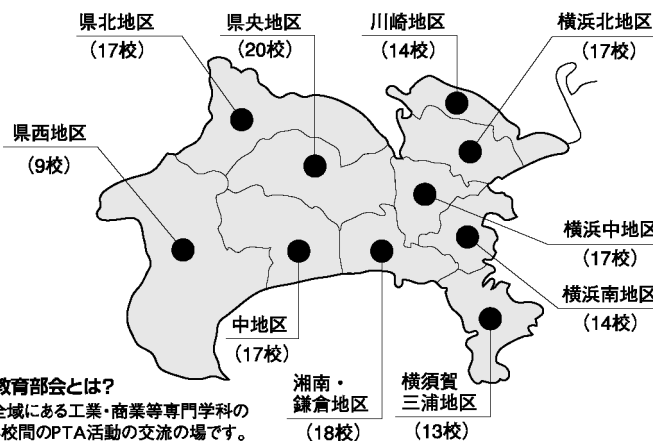 県北地区
(17校)
県央地区
(20校)
川崎地区
(14校)
横浜北地区
(17校)
県西地区
(9校)
横浜中地区
(17校)
横浜南地区
(14校)
中地区
(17校)
湘南・
鎌倉地区
(18校)
横須賀
三浦地区
(13校)
教育部会とは?
全域にある工業・商業等専門学科の
校間のPTA活動の交流の場です。